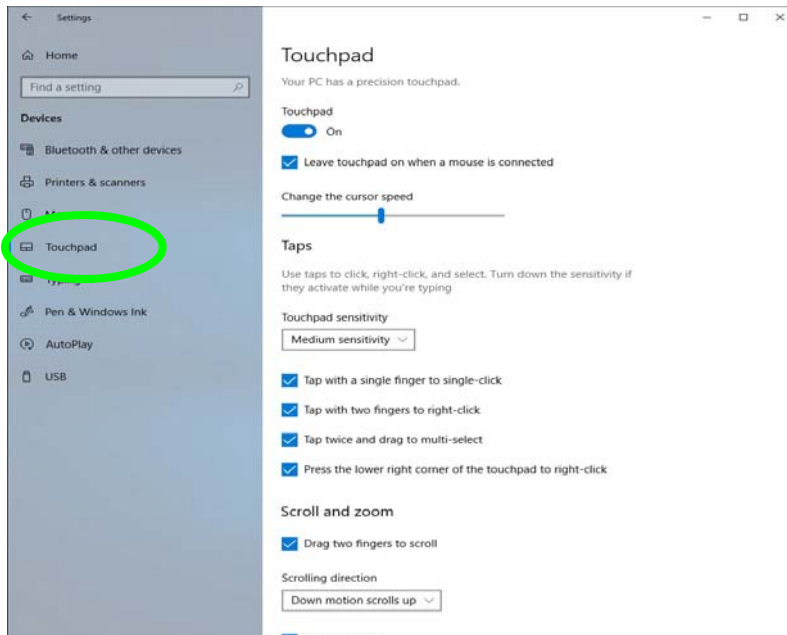 Settings
Home
Find a setting
Devices
Bluetooth & other devices
Printers & scanners
Touchpad
Typing
Pen & Windows Ink
AutoPlay
USB
Touchpad
Your PC has a precision touchpad.
Touchpad
On
Leave touchpad on when a mouse is connected
Change the cursor speed
Taps
Use taps to click, right-click, and select. Turn down the sensitivity if
they activate while you're typing
Touchpad sensitivity
Medium sensitivity
Tap with a single finger to single-click
Tap with two fingers to right-click
Tap twice and drag to multi-select
Press the lower right corner of the touchpad to right-click
Scroll and zoom
Drag two fingers to scroll
Scrolling direction
Down motion scrolls up